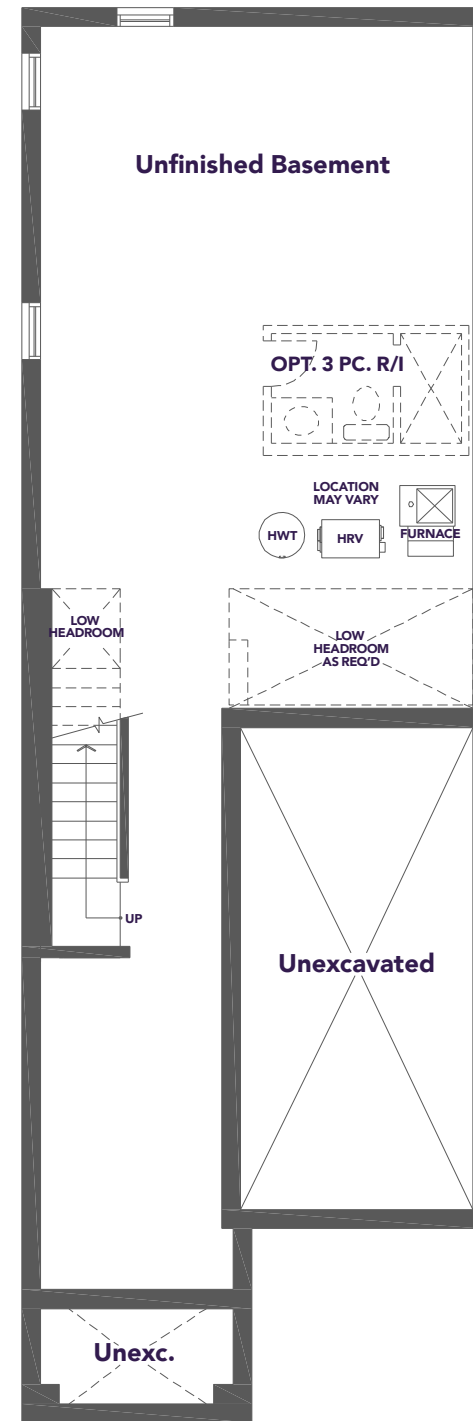 Unfinished Basement
OPT. 3 PC. R/I
LOCATION
MAY VARY
HWT
HRV
FURNACE
LOW
HEADROOM
LOW
HEADROOM
AS REQ'D
UP
Unexcavated
Unexc.